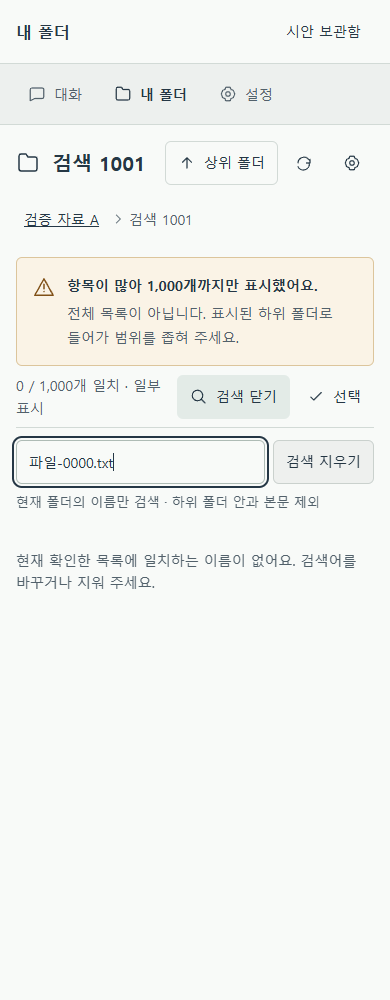 내 폴더
시안 보관함
대화
내 폴더
설정
검색 1001
상위 폴더
검증 자료 A
검색 1001
항목이 많아 1,000개까지만 표시했어요.
전체 목록이 아닙니다. 표시된 하위 폴더로
들어가 범위를 좁혀 주세요.
0 / 1,000개 일치 · 일부
표시
검색 닫기
선택
파일-0000.txt
검색 지우기
현재 폴더의 이름만 검색 · 하위 폴더 안과 본문 제외
현재 확인한 목록에 일치하는 이름이 없어요. 검색어를
바꾸거나 지워 주세요.